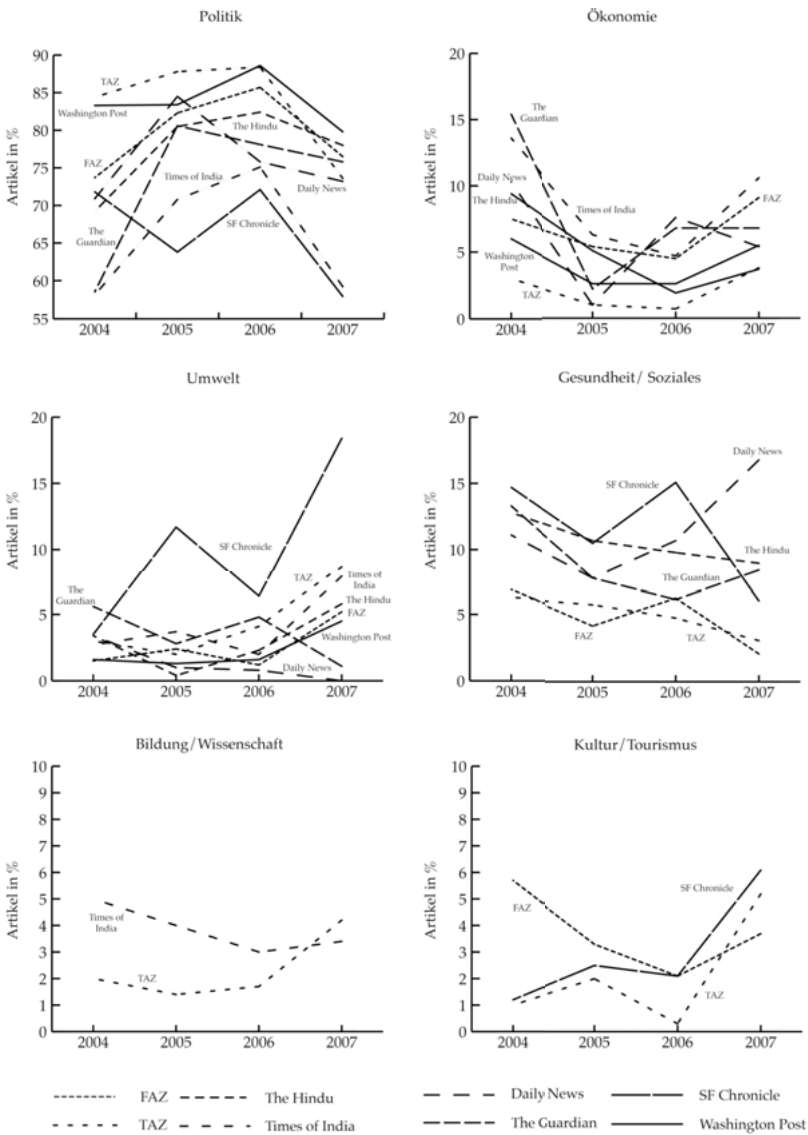 Politik
Artikel in %
90
85
80
75
70
65
60
55
TAZ
Washington Post
FAZ
The Hindu
Times of India
Daily News
The
Guardian
SF Chronicle
2004 2005 2006 2007
Ökonomie
Artikel in %
20
15
10
5
0
The
Guardian
Daily News
The Hindu
Times of India
FAZ
Washington
Post
TAZ
2004 2005 2006 2007
Umwelt
Artikel in %
20
15
10
5
0
The
Guardian
SF Chronicle
TAZ
Times of
India
The Hindu
FAZ
Washington Post
Daily News
2004 2005 2006 2007
Gesundheit/ Soziales
Artikel in %
20
15
10
5
0
Daily News
SF Chronicle
The Hindu
The Guardian
FAZ
TAZ
2004 2005 2006 2007
Bildung/Wissenschaft
Artikel in %
10
9
8
7
6
5
4
3
2
1
0
Times of
India
TAZ
2004 2005 2006 2007
Kultur/Tourismus
Artikel in %
10
9
8
7
6
5
4
3
2
1
0
FAZ
SF Chronicle
TAZ
2004 2005 2006 2007
FAZ The Hindu Daily News SF Chronicle
TAZ Times of India The Guardian Washington Post